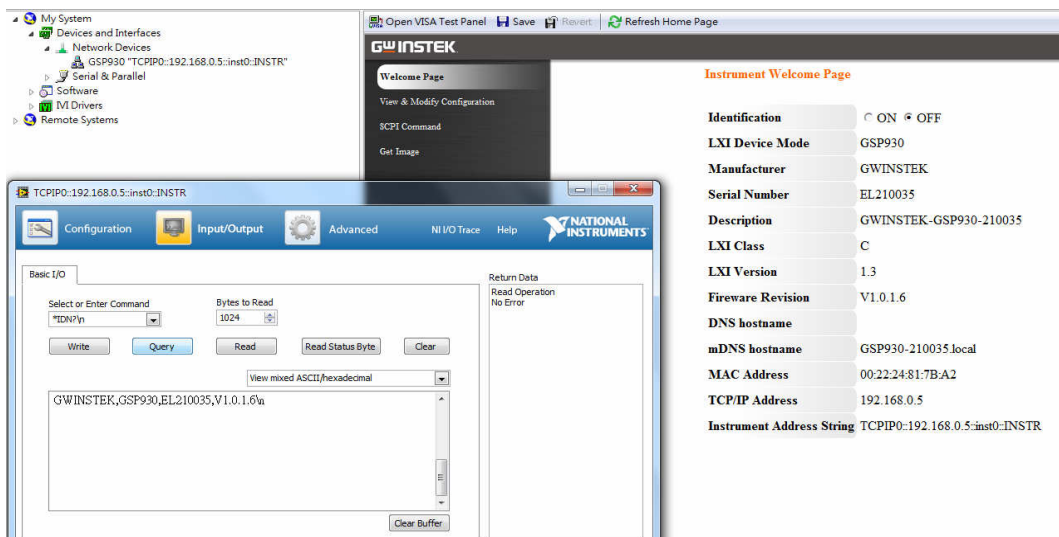 My System
Devices and Interfaces
Network Devices
GSP930 "TCPIP0::192.168.0.5::inst0::INSTR"
Serial & Parallel
Software
IVI Drivers
Remote Systems
Open VISA Test Panel Save Revert Refresh Home Page
GWINSTEK
Welcome Page
View & Modify Configuration
SCPI Command
Get Image
Instrument Welcome Page
Identification ON OFF
LXI Device Mode GSP930
Manufacturer GWINSTEK
Serial Number EL210035
Description GWINSTEK-GSP930-210035
LXI Class C
LXI Version 1.3
Fireware Revision V1.0.1.6
DNS hostname
mDNS hostname GSP930-210035.local
MAC Address 00:22:24:81:7B:A2
TCP/IP Address 192.168.0.5
Instrument Address String TCPIP0::192.168.0.5::inst0::INSTR
TCPIP0::192.168.0.5::inst0::INSTR
Configuration Input/Output Advanced NI I/O Trace Help NATIONAL INSTRUMENTS
Basic I/O
Select or Enter Command Bytes to Read
*IDN?\n 1024
Write Query Read Read Status Byte Clear
View mixed ASCII/hexadecimal
GWINSTEK,GSP930,EL210035,V1.0.1.6\n
Clear Buffer
Return Data
Read Operation
No Error